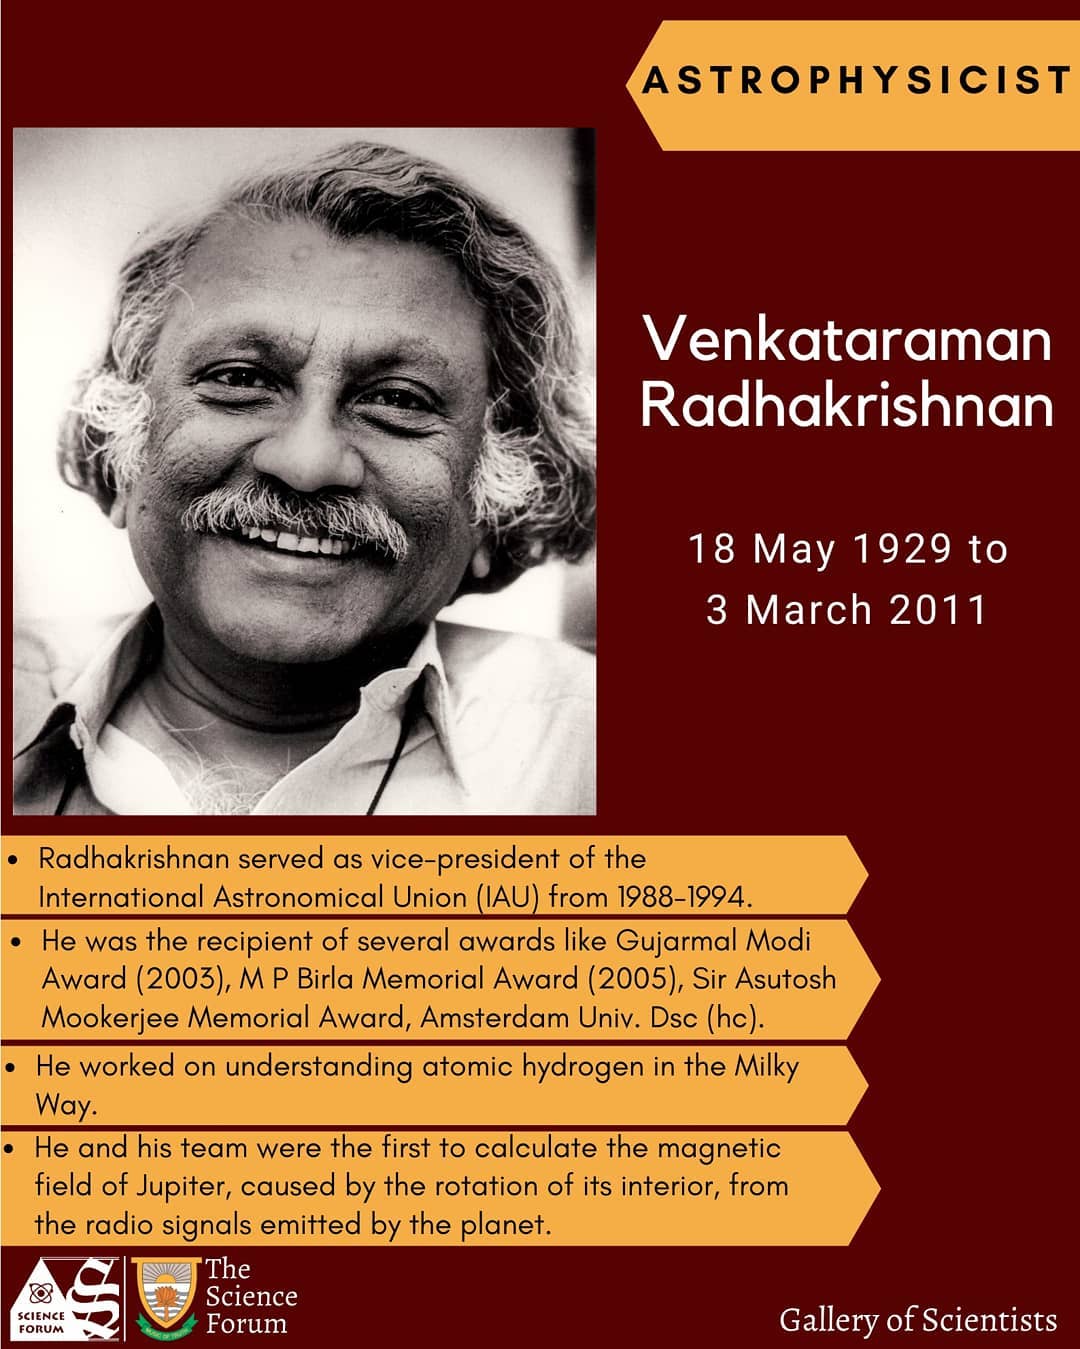 ASTROPHYSICIST
Venkataraman
Radhakrishnan
18 May 1929 to
3 March 2011
• Radhakrishnan served as vice-president of the
International Astronomical Union (IAU) from 1988-1994.
• He was the recipient of several awards like Gujarmal Modi
Award (2003), M P Birla Memorial Award (2005), Sir Asutosh
Mookerjee Memorial Award, Amsterdam Univ. Dsc (hc).
• He worked on understanding atomic hydrogen in the Milky
Way.
• He and his team were the first to calculate the magnetic
field of Jupiter, caused by the rotation of its interior, from
the radio signals emitted by the planet.
SCIENCE
FORUM
The
Science
Forum
Gallery of Scientists